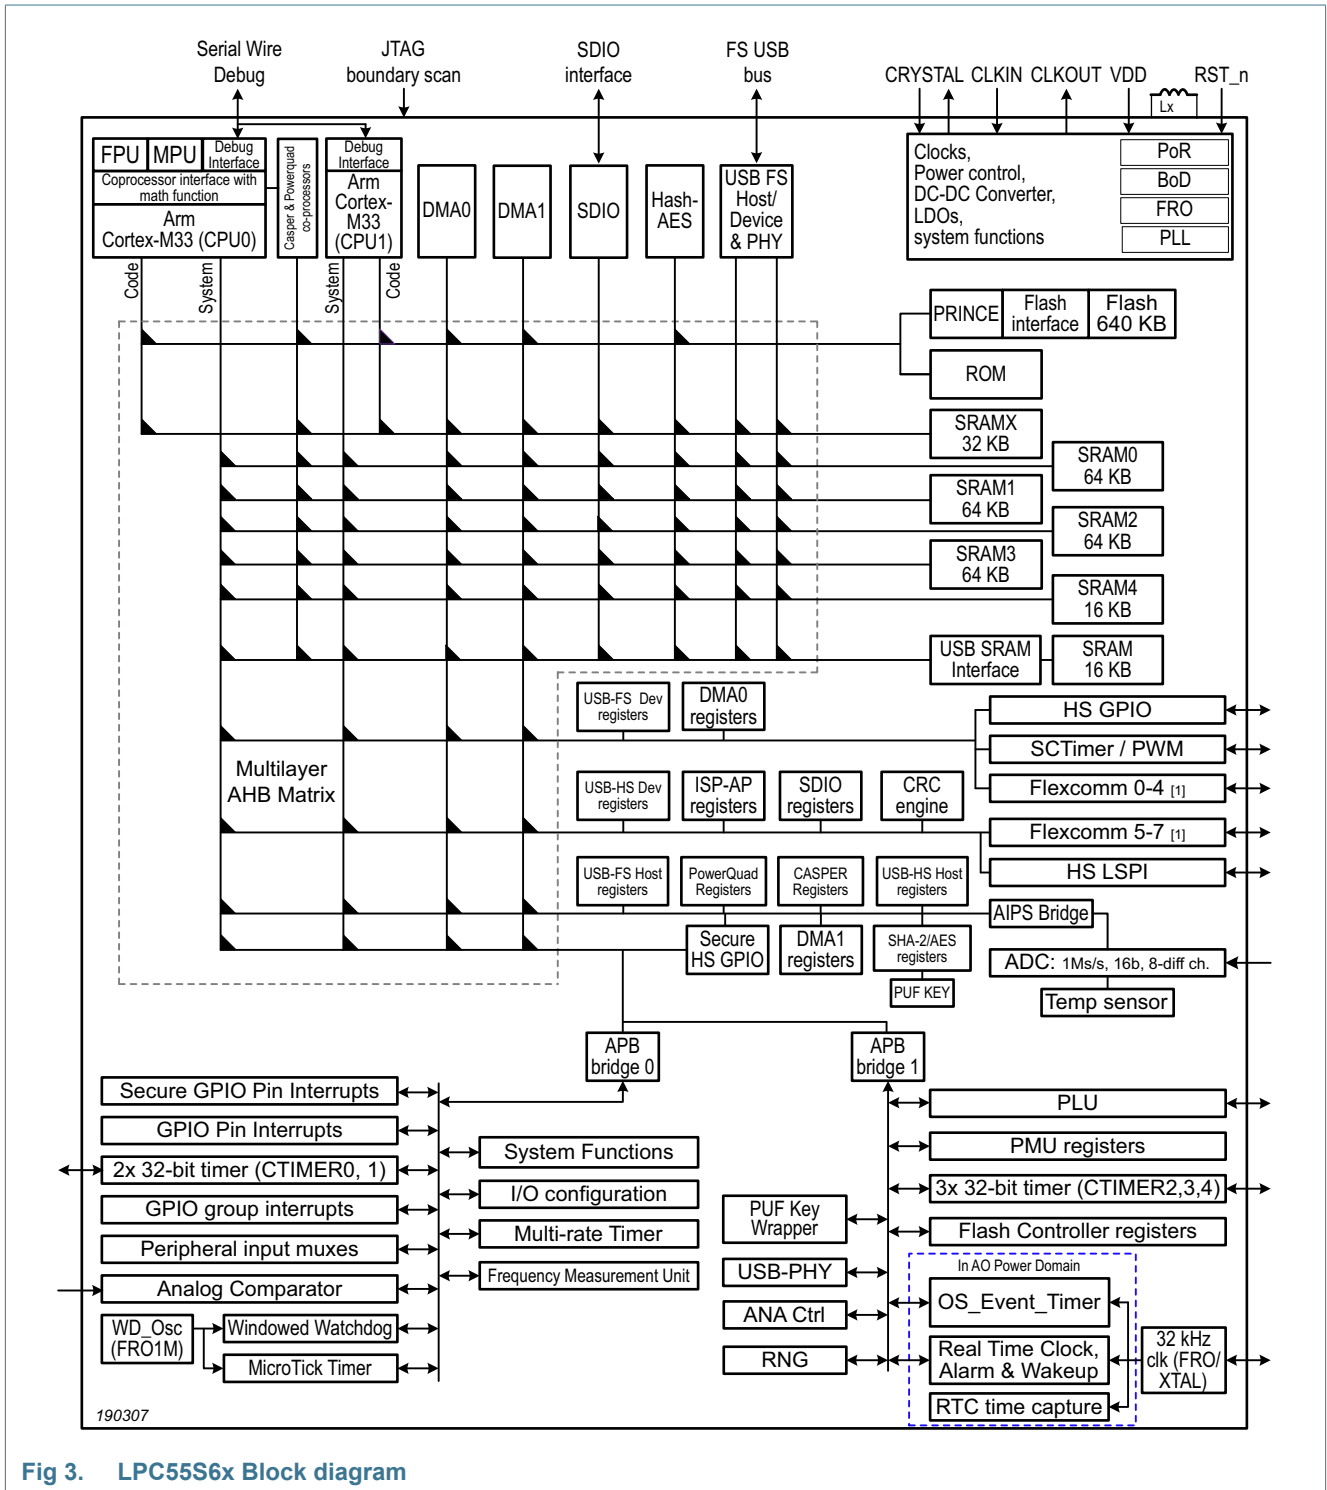 Serial Wire
Debug
JTAG
boundary scan
SDIO
interface
FS USB
bus
CRYSTAL CLKIN CLKOUT VDD
Lx
RST_n
FPU
MPU
Debug
Interface
Coprocessor interface with
math function
Arm
Cortex-M33 (CPU0)
Casper & Powerquad
co-processors
Debug
Interface
Arm
Cortex-
M33
(CPU1)
DMA0
DMA1
SDIO
Hash-
AES
USB FS
Host/
Device
& PHY
Clocks,
Power control,
DC-DC Converter,
LDOs,
system functions
PoR
BoD
FRO
PLL
Code
System
System
Code
PRINCE
Flash
interface
Flash
640 KB
ROM
SRAMX
32 KB
SRAM0
64 KB
SRAM1
64 KB
SRAM2
64 KB
SRAM3
64 KB
SRAM4
16 KB
USB SRAM
Interface
SRAM
16 KB
USB-FS Dev
registers
DMA0
registers
HS GPIO
SCTimer / PWM
Flexcomm 0-4 [1]
Multilayer
AHB Matrix
USB-HS Dev
registers
ISP-AP
registers
SDIO
registers
CRC
engine
Flexcomm 5-7 [1]
HS LSPI
USB-FS Host
registers
PowerQuad
Registers
CASPER
Registers
USB-HS Host
registers
AIPS Bridge
Secure
HS GPIO
DMA1
registers
SHA-2/AES
registers
PUF KEY
ADC: 1Ms/s, 16b, 8-diff ch.
Temp sensor
APB
bridge 0
APB
bridge 1
Secure GPIO Pin Interrupts
GPIO Pin Interrupts
2x 32-bit timer (CTIMER0, 1)
GPIO group interrupts
Peripheral input muxes
Analog Comparator
WD_Osc
(FRO1M)
Windowed Watchdog
MicroTick Timer
System Functions
I/O configuration
Multi-rate Timer
Frequency Measurement Unit
PUF Key
Wrapper
USB-PHY
ANA Ctrl
RNG
PLU
PMU registers
3x 32-bit timer (CTIMER2,3,4)
Flash Controller registers
In AO Power Domain
OS_Event_Timer
Real Time Clock,
Alarm & Wakeup
RTC time capture
32 kHz
clk (FRO/
XTAL)
190307
Fig 3. LPC55S6x Block diagram